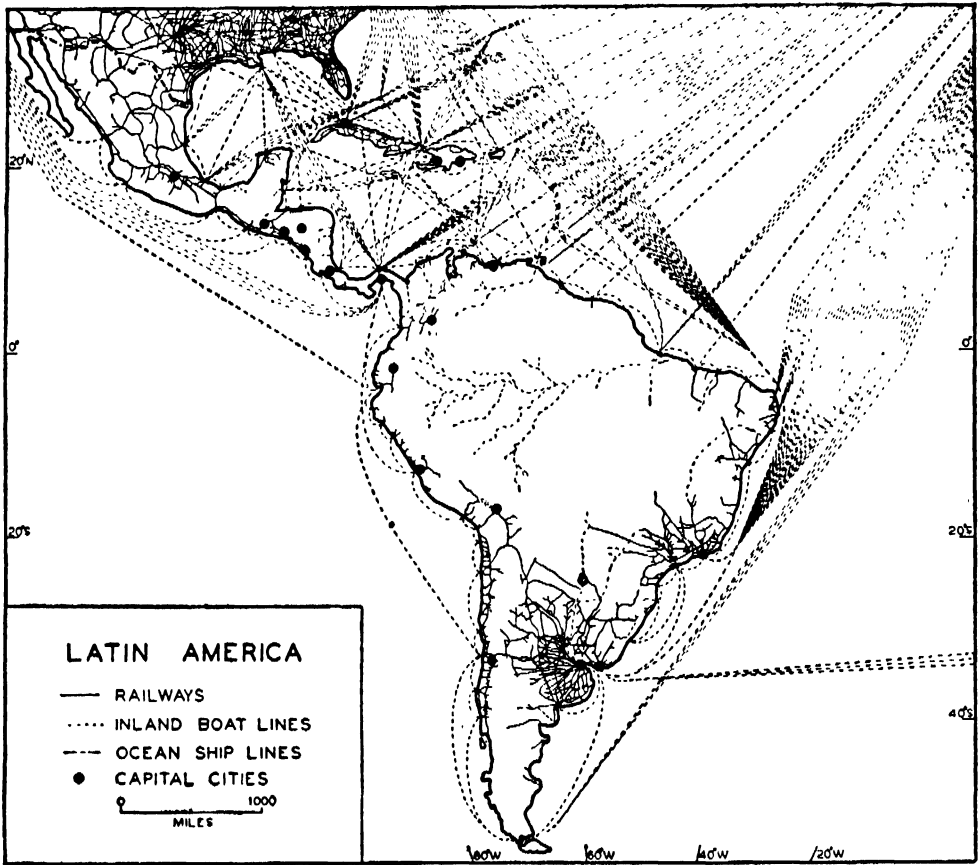 20°N
0°
0°
20°S
20°S
LATIN AMERICA
RAILWAYS
INLAND BOAT LINES
OCEAN SHIP LINES
CAPITAL CITIES
0 1000
MILES
40°S
80°W 60°W 40°W 20°W